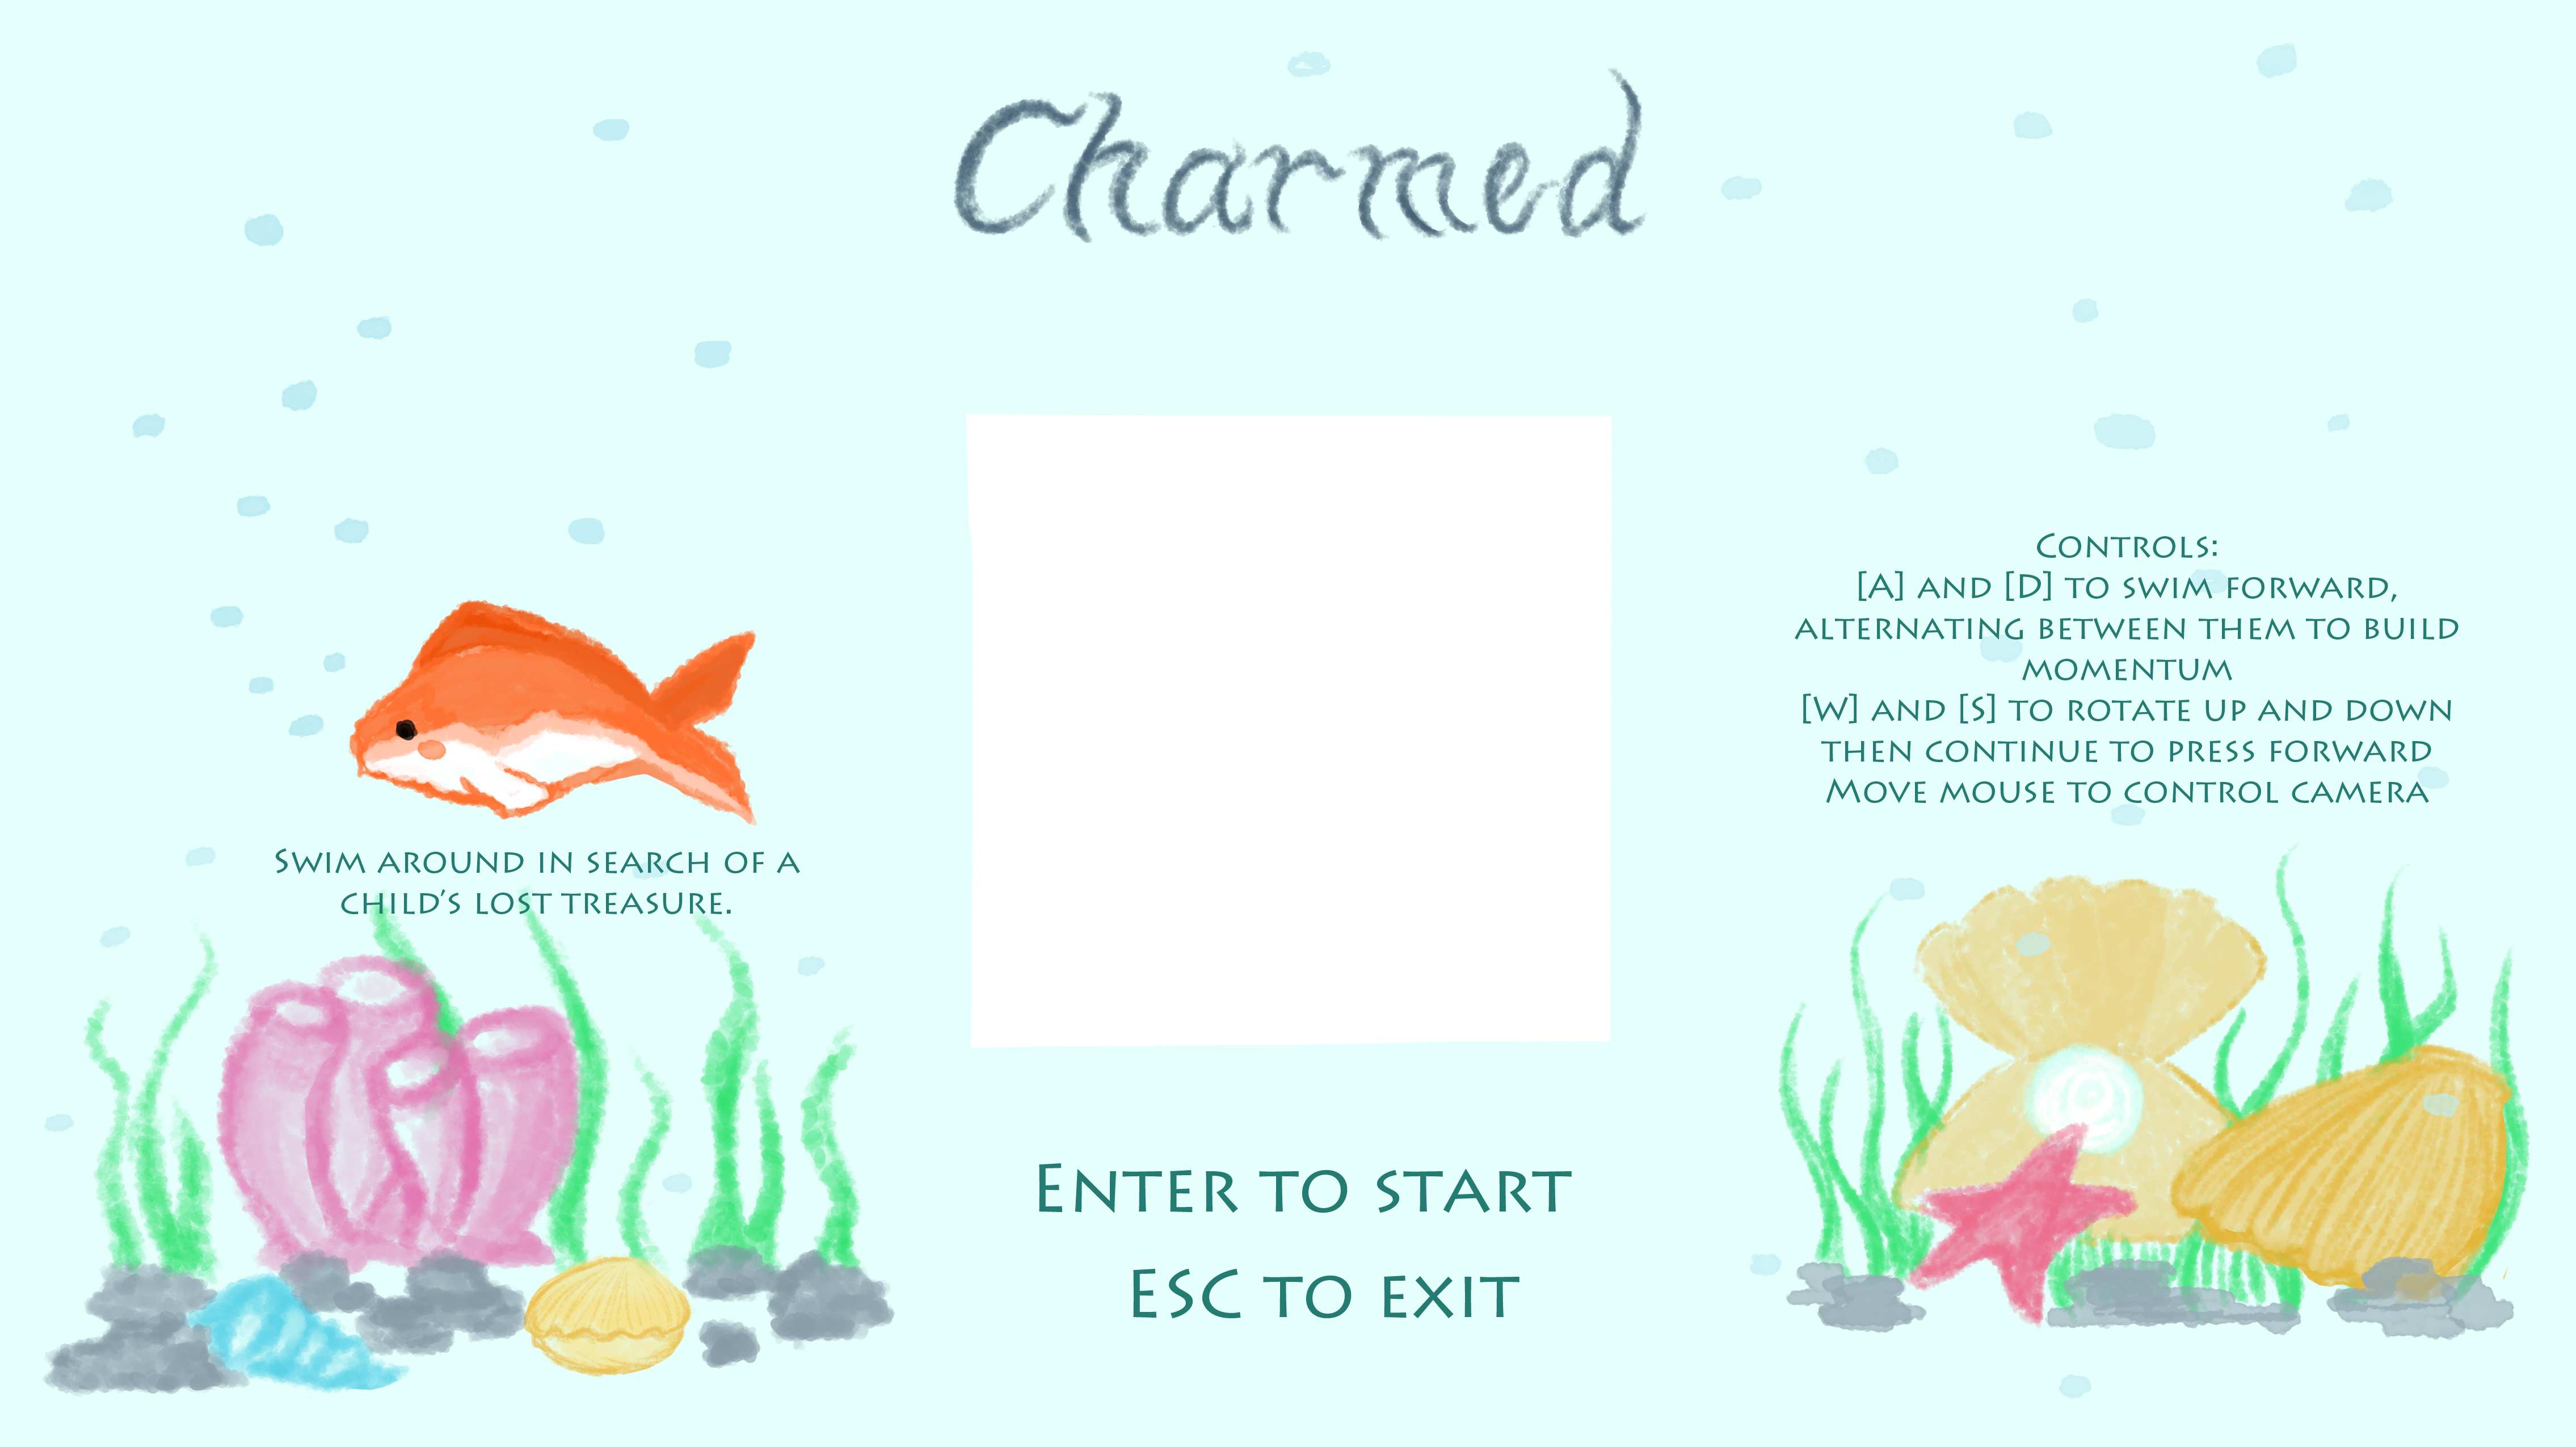 Charmed
Controls:
[A] and [D] to swim forward,
alternating between them to build
momentum
[W] and [S] to rotate up and down
then continue to press forward
Move mouse to control camera
Swim around in search of a
child's lost treasure.
Enter to start
ESC to exit